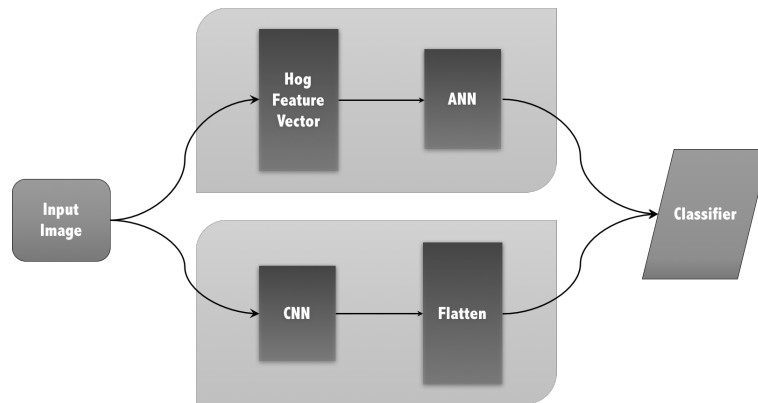 Input
Image
Hog
Feature
Vector
ANN
CNN
Flatten
Classifier